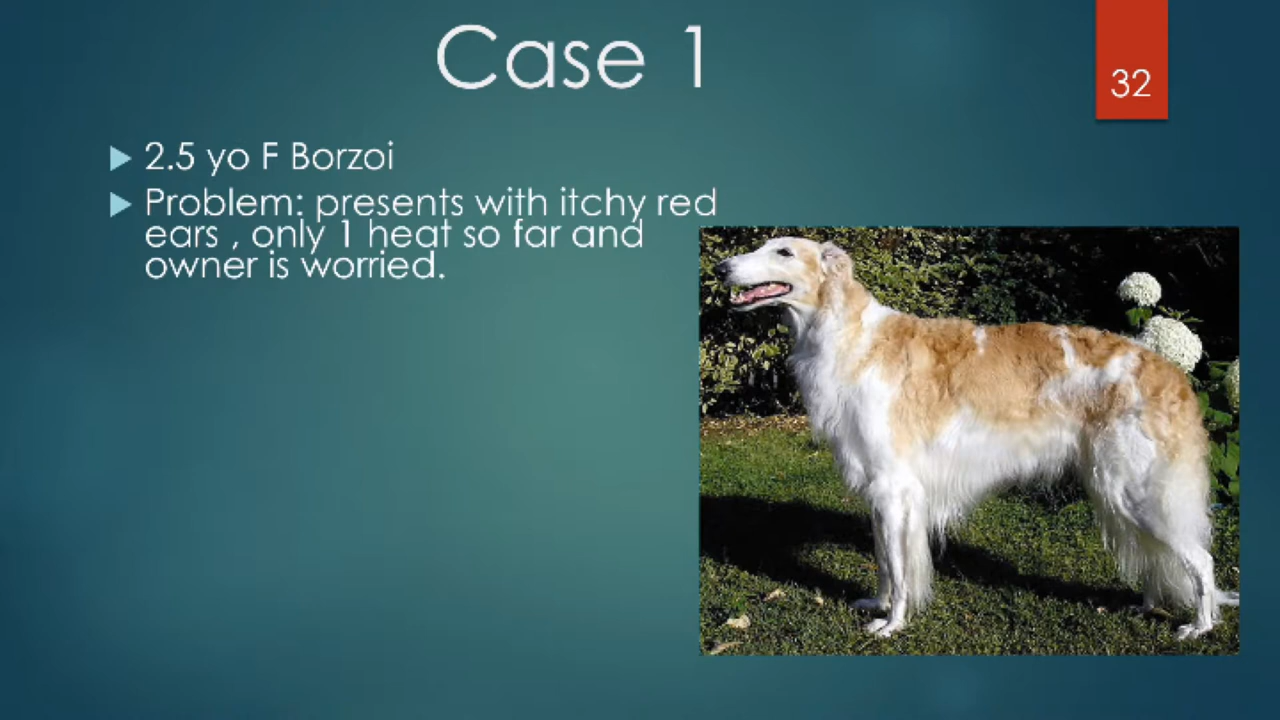 Case 1
32
2.5 yo F Borzoi
Problem: presents with itchy red
ears , only 1 heat so far and
owner is worried.